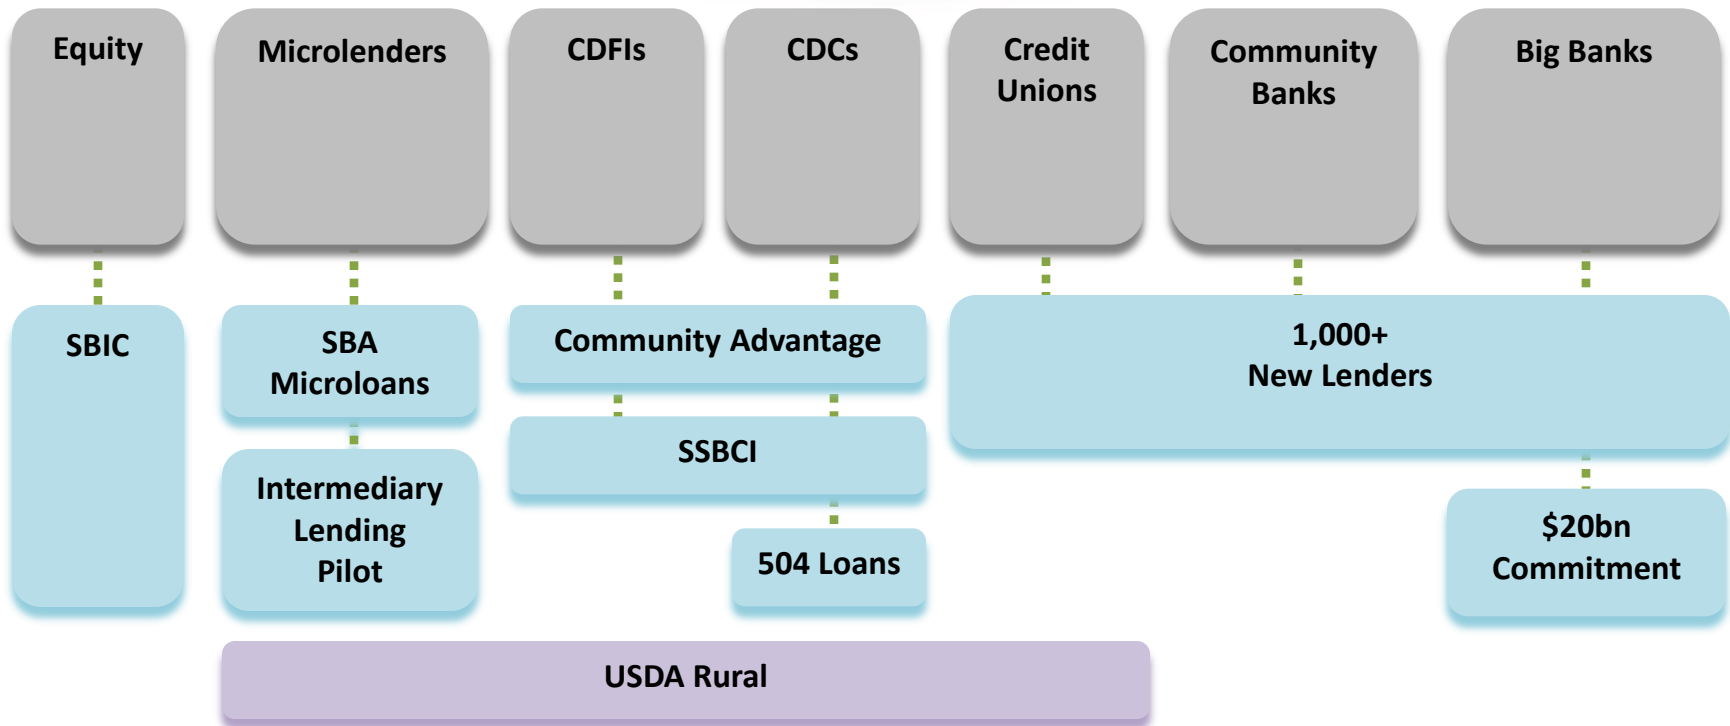 Equity
Microlenders
CDFIs
CDCs
Credit
Unions
Community
Banks
Big Banks
SBIC
SBA
Microloans
Community Advantage
1,000+
New Lenders
Intermediary
Lending
Pilot
SSBCI
504 Loans
$20bn
Commitment
USDA Rural